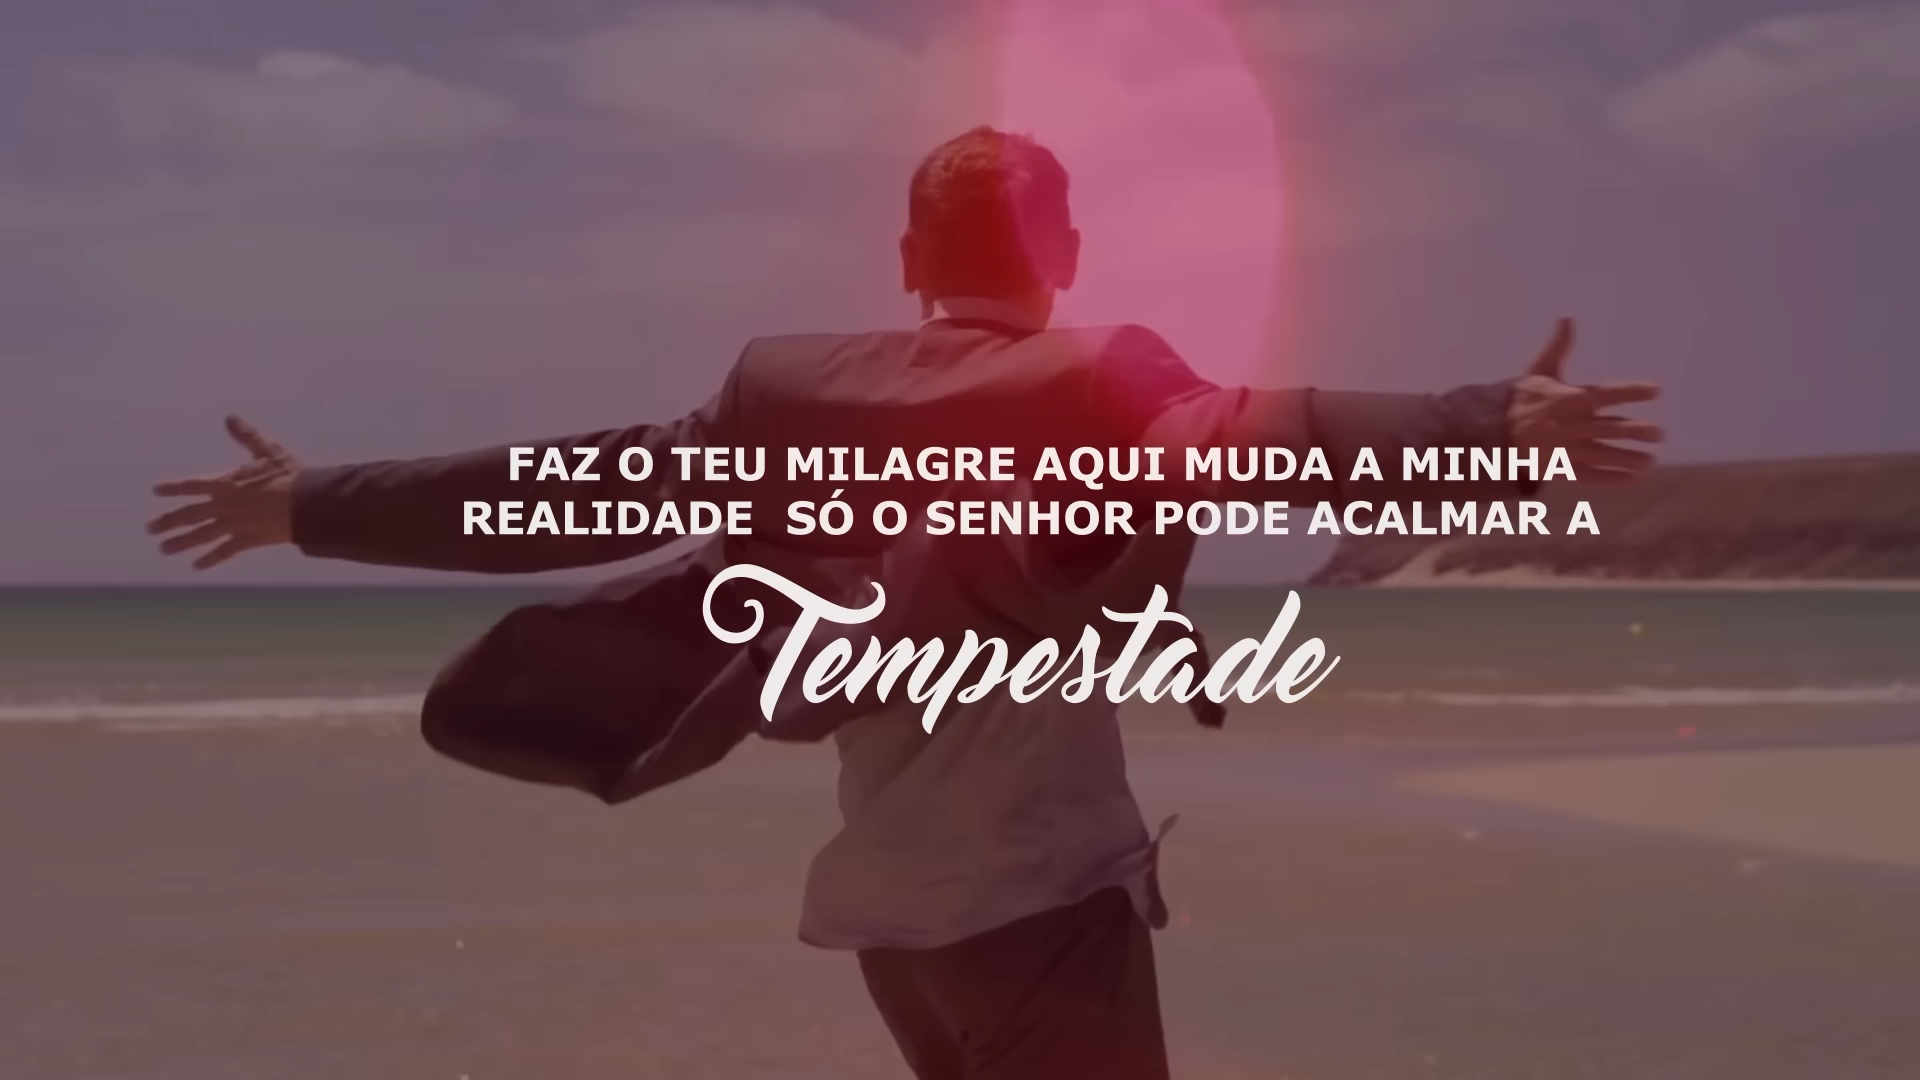 FAZ O TEU MILAGRE AQUI MUDA A MINHA
REALIDADE  SÓ O SENHOR PODE ACALMAR A
Tempestade